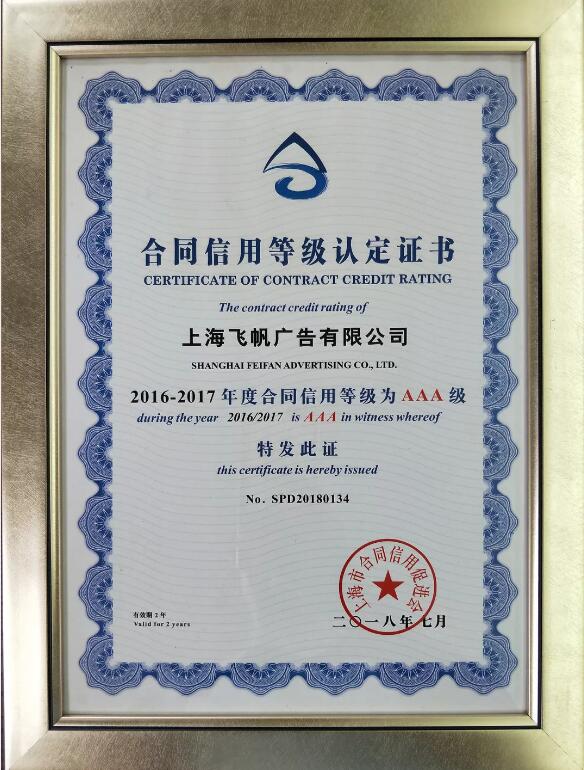 合同信用等级认定证书
CERTIFICATE OF CONTRACT CREDIT RATING
The contract credit rating of
上海飞帆广告有限公司
SHANGHAI FEIFAN ADVERTISING CO., LTD.
2016-2017 年度合同信用等级为 AAA 级
during the year 2016/2017 is AAA in witness whereof
特发此证
this certificate is hereby issued
No. SPD20180134
上海市合同信用促进会
有效期 2 年
Valid for 2 years
二〇一八年七月